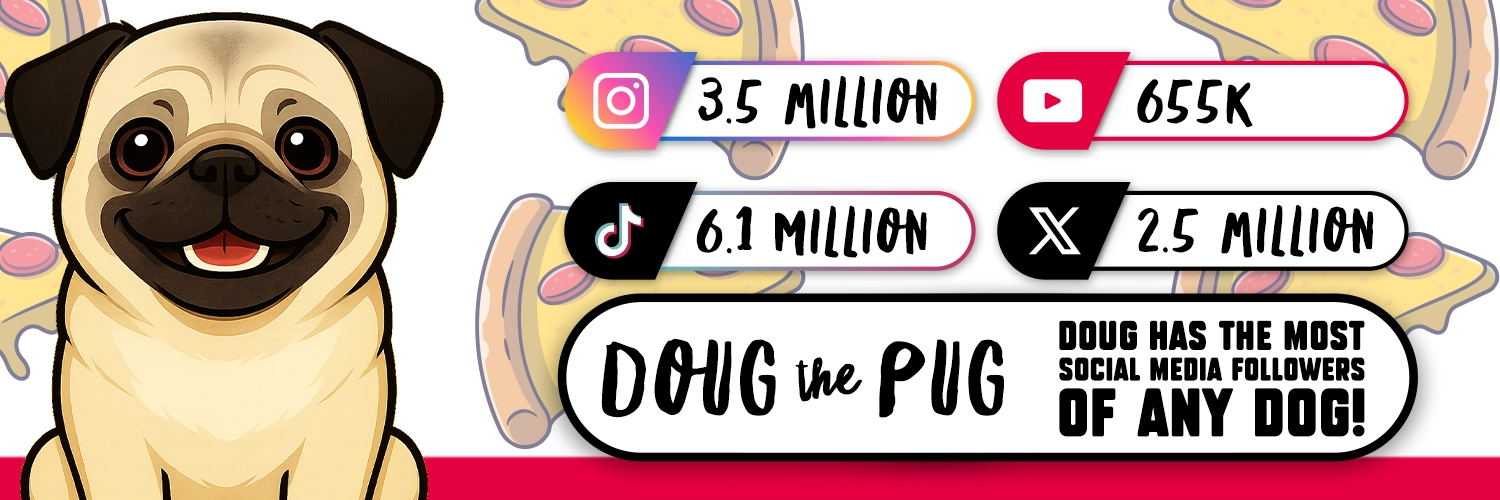 3.5 MILLION
655K
6.1 MILLION
2.5 MILLION
DOUG the PUG
DOUG HAS THE MOST
SOCIAL MEDIA FOLLOWERS
OF ANY DOG!